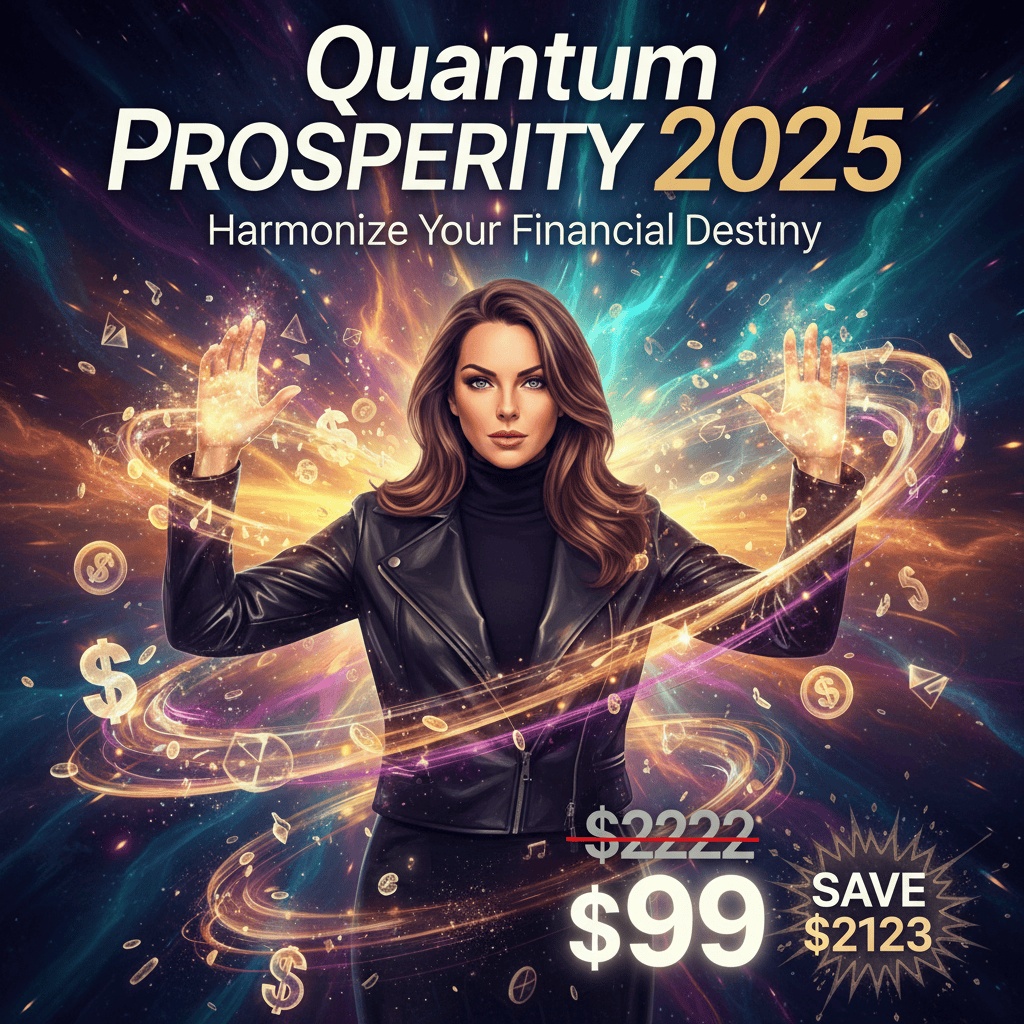 Quantum
PROSPERITY 2025
Harmonize Your Financial Destiny
$2222
$99
SAVE
$2123